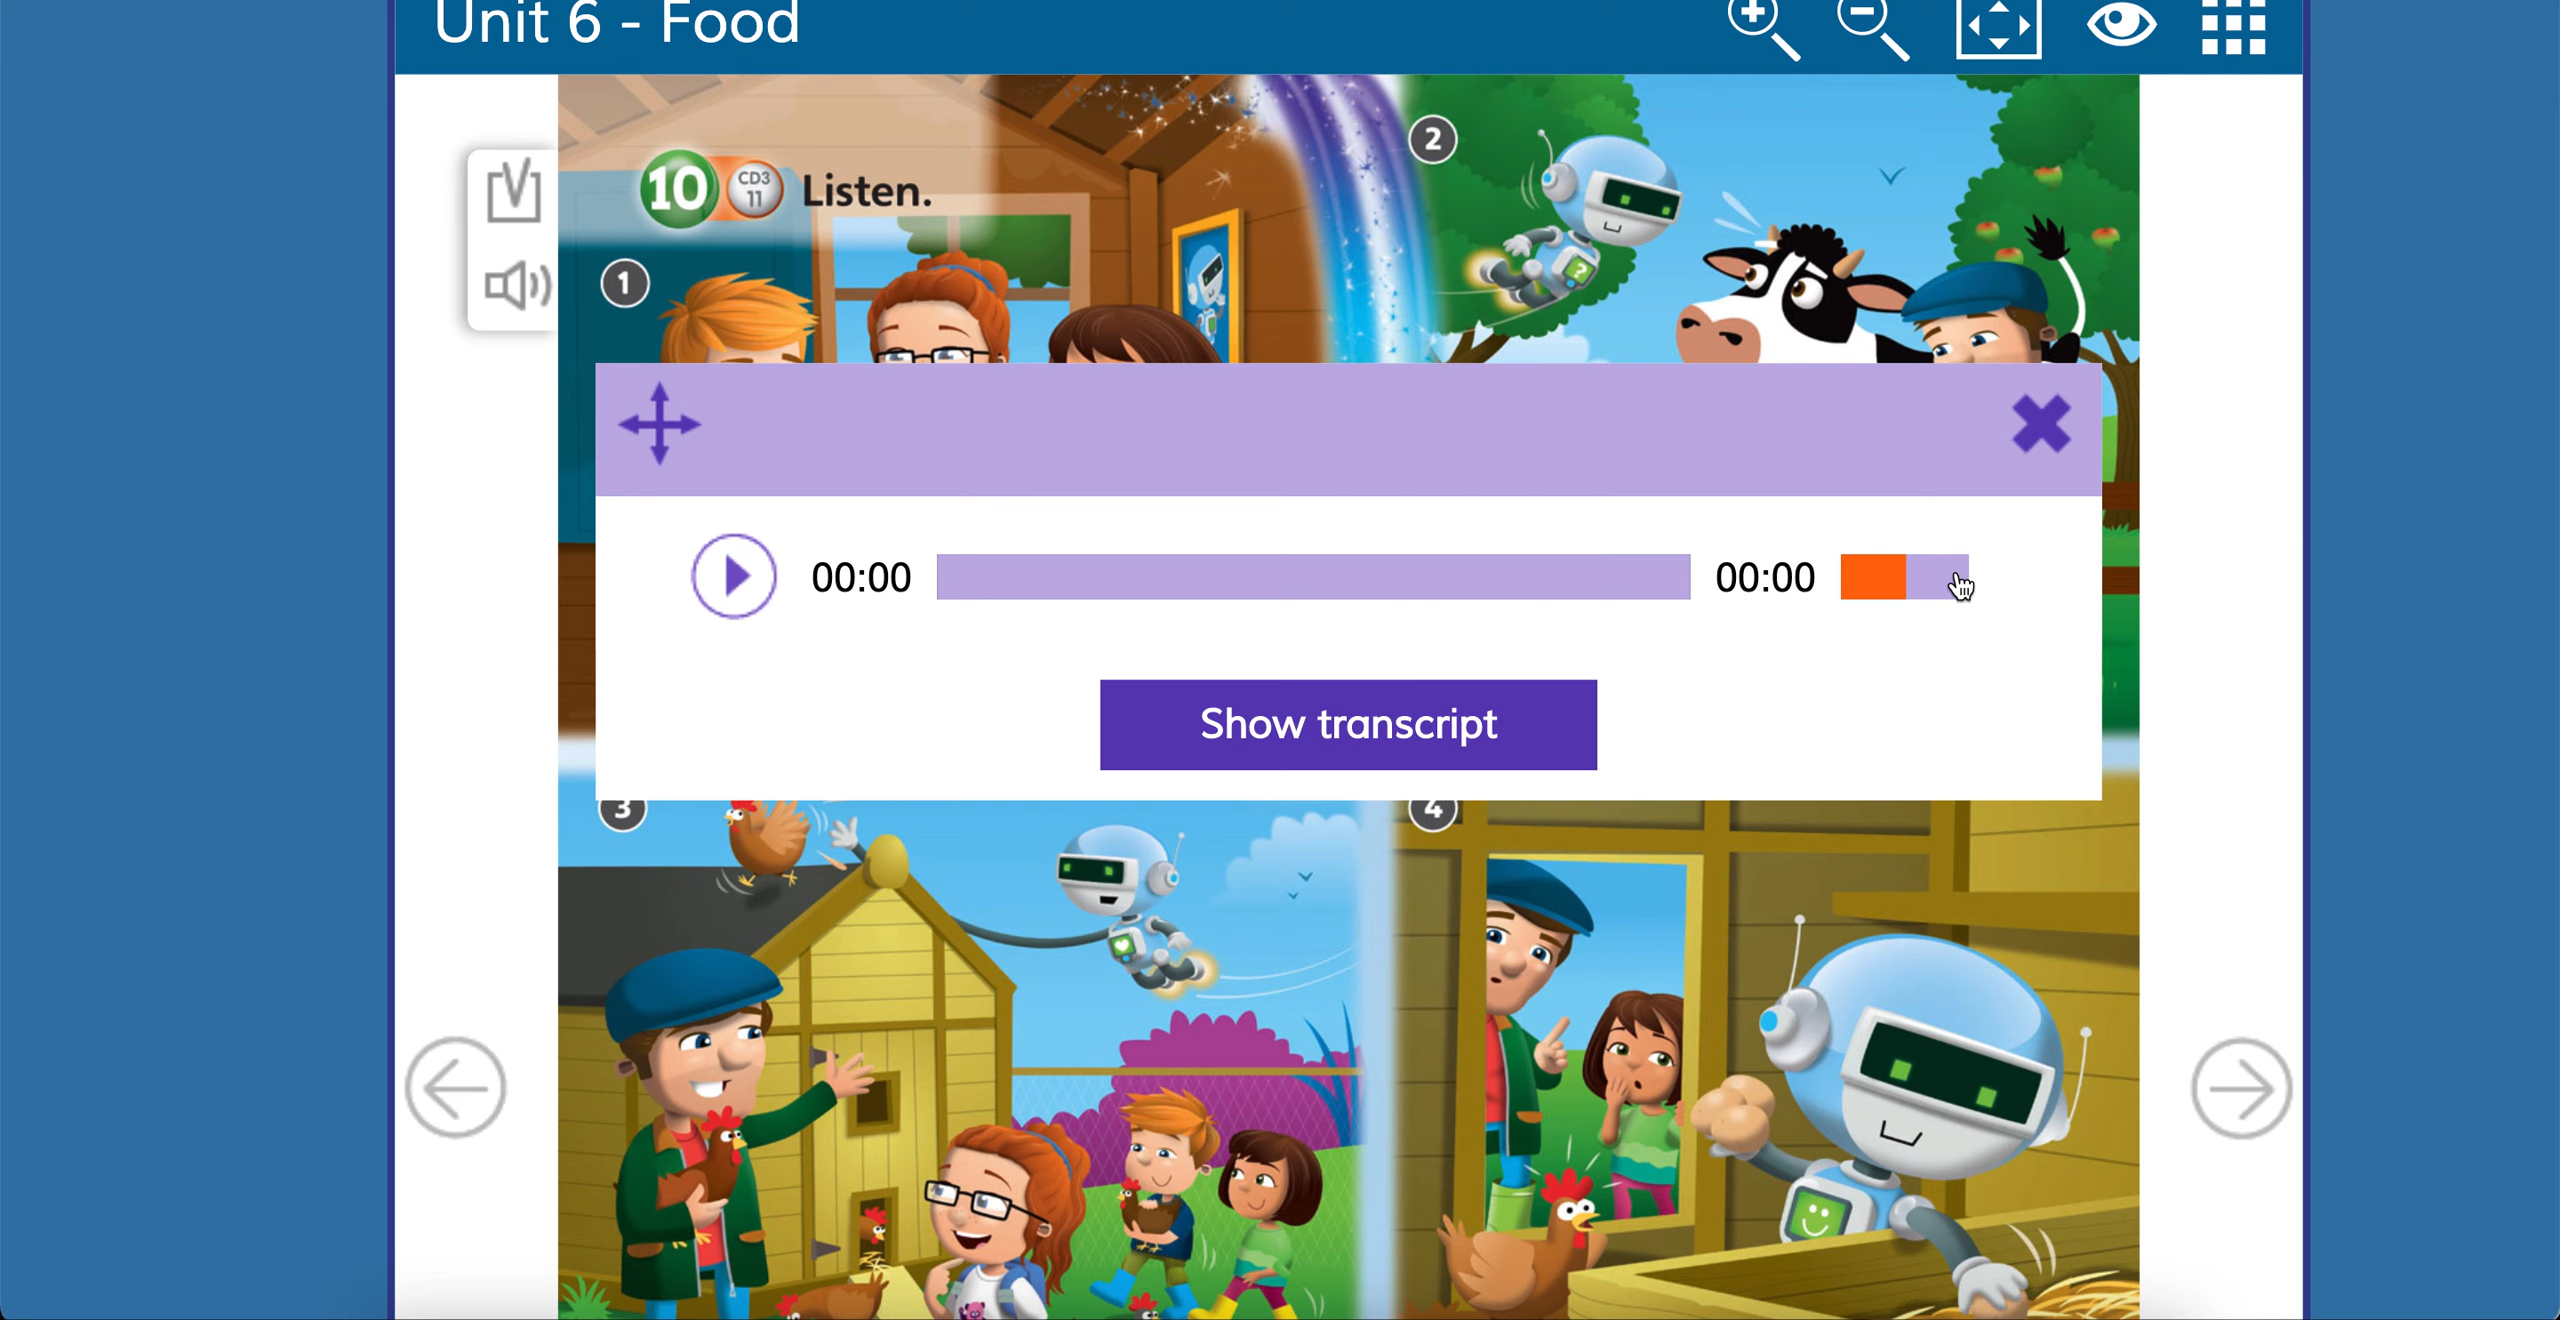 Unit 6 - Food
10 CD3 11 Listen.
1
2
00:00 00:00
Show transcript
3
4